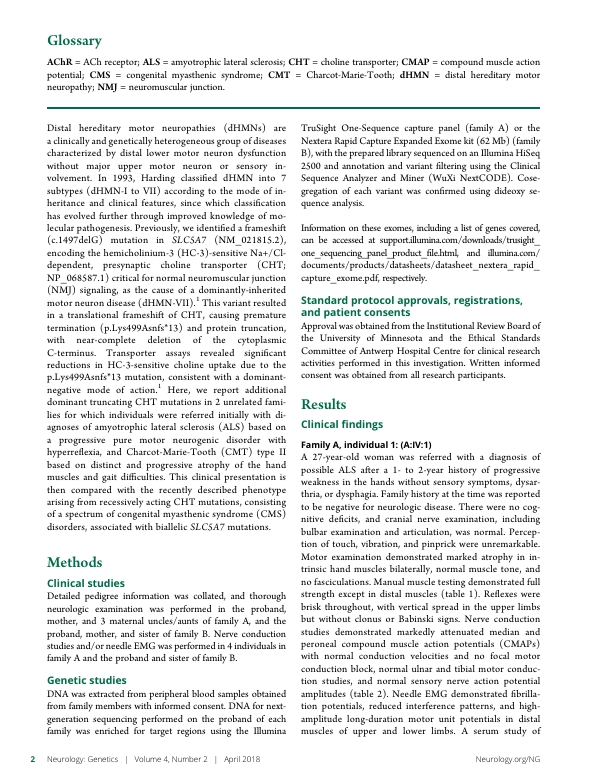 Glossary
AChR = ACh receptor; ALS = amyotrophic lateral sclerosis; CHT = choline transporter; CMAP = compound muscle action
potential; CMS = congenital myasthenic syndrome; CMT = Charcot-Marie-Tooth; dHMN = distal hereditary motor
neuropathy; NMJ = neuromuscular junction.
Distal hereditary motor neuropathies (dHMNs) are
a clinically and genetically heterogeneous group of diseases
characterized by distal lower motor neuron dysfunction
without major upper motor neuron or sensory in-
volvement. In 1993, Harding classified dHMN into 7
subtypes (dHMN-I to VII) according to the mode of in-
heritance and clinical features, since which classification
has evolved further through improved knowledge of mo-
lecular pathogenesis. Previously, we identified a frameshift
(c.1497delG) mutation in SLC5A7 (NM_021815.2),
encoding the hemicholinium-3 (HC-3)-sensitive Na+/Cl-
dependent, presynaptic choline transporter (CHT;
NP_068587.1) critical for normal neuromuscular junction
(NMJ) signaling, as the cause of a dominantly-inherited
motor neuron disease (dHMN-VII).1 This variant resulted
in a translational frameshift of CHT, causing premature
termination (p.Lys499Asnfs*13) and protein truncation,
with near-complete deletion of the cytoplasmic
C-terminus. Transporter assays revealed significant
reductions in HC-3-sensitive choline uptake due to the
p.Lys499Asnfs*13 mutation, consistent with a dominant-
negative mode of action.1 Here, we report additional
dominant truncating CHT mutations in 2 unrelated fami-
lies for which individuals were referred initially with di-
agnoses of amyotrophic lateral sclerosis (ALS) based on
a progressive pure motor neurogenic disorder with
hyperreflexia, and Charcot-Marie-Tooth (CMT) type II
based on distinct and progressive atrophy of the hand
muscles and gait difficulties. This clinical presentation
is then compared with the recently described phenotype
arising from recessively acting CHT mutations, consisting
of a spectrum of congenital myasthenic syndrome (CMS)
disorders, associated with biallelic SLC5A7 mutations.
Methods
Clinical studies
Detailed pedigree information was collated, and thorough
neurologic examination was performed in the proband,
mother, and 3 maternal uncles/aunts of family A, and the
proband, mother, and sister of family B. Nerve conduction
studies and/or needle EMG was performed in 4 individuals in
family A and the proband and sister of family B.
Genetic studies
DNA was extracted from peripheral blood samples obtained
from family members with informed consent. DNA for next-
generation sequencing performed on the proband of each
family was enriched for target regions using the Illumina
TruSight One-Sequence capture panel (family A) or the
Nextera Rapid Capture Expanded Exome kit (62 Mb) (family
B), with the prepared library sequenced on an Illumina HiSeq
2500 and annotation and variant filtering using the Clinical
Sequence Analyzer and Miner (WuXi NextCODE). Cose-
gregation of each variant was confirmed using dideoxy se-
quence analysis.
Information on these exomes, including a list of genes covered,
can be accessed at support.illumina.com/downloads/trusight_
one_sequencing_panel_product_file.html, and illumina.com/
documents/products/datasheets/datasheet_nextera_rapid_
capture_exome.pdf, respectively.
Standard protocol approvals, registrations,
and patient consents
Approval was obtained from the Institutional Review Board of
the University of Minnesota and the Ethical Standards
Committee of Antwerp Hospital Centre for clinical research
activities performed in this investigation. Written informed
consent was obtained from all research participants.
Results
Clinical findings
Family A, individual 1: (A:IV:1)
A 27-year-old woman was referred with a diagnosis of
possible ALS after a 1- to 2-year history of progressive
weakness in the hands without sensory symptoms, dysar-
thria, or dysphagia. Family history at the time was reported
to be negative for neurologic disease. There were no cog-
nitive deficits, and cranial nerve examination, including
bulbar examination and articulation, was normal. Percep-
tion of touch, vibration, and pinprick were unremarkable.
Motor examination demonstrated marked atrophy in in-
trinsic hand muscles bilaterally, normal muscle tone, and
no fasciculations. Manual muscle testing demonstrated full
strength except in distal muscles (table 1). Reflexes were
brisk throughout, with vertical spread in the upper limbs
but without clonus or Babinski signs. Nerve conduction
studies demonstrated markedly attenuated median and
peroneal compound muscle action potentials (CMAPs)
with normal conduction velocities and no focal motor
conduction block, normal ulnar and tibial motor conduc-
tion studies, and normal sensory nerve action potential
amplitudes (table 2). Needle EMG demonstrated fibrilla-
tion potentials, reduced interference patterns, and high-
amplitude long-duration motor unit potentials in distal
muscles of upper and lower limbs. A serum study of
2 Neurology: Genetics | Volume 4, Number 2 | April 2018
Neurology.org/NG